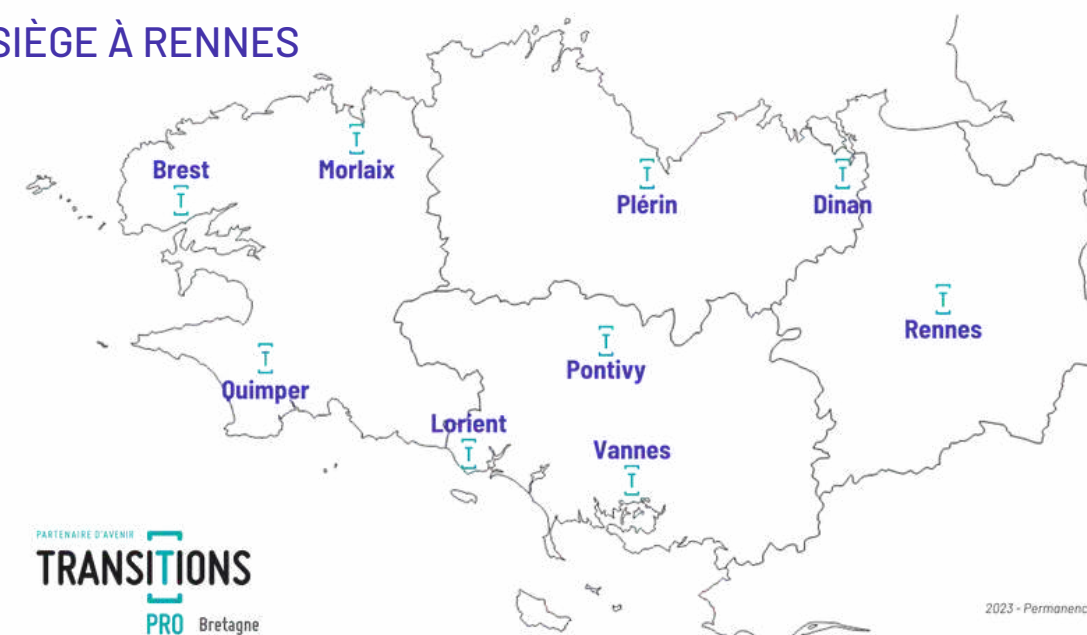 SIÈGE À RENNES
Brest
T
Morlaix
T
Plérin
T
Dinan
T
Rennes
T
Pontivy
T
Quimper
T
Lorient
T
Vannes
T
PARTENAIRE D'AVENIR
TRANSITIONS
PRO Bretagne
2023 - Permanenc